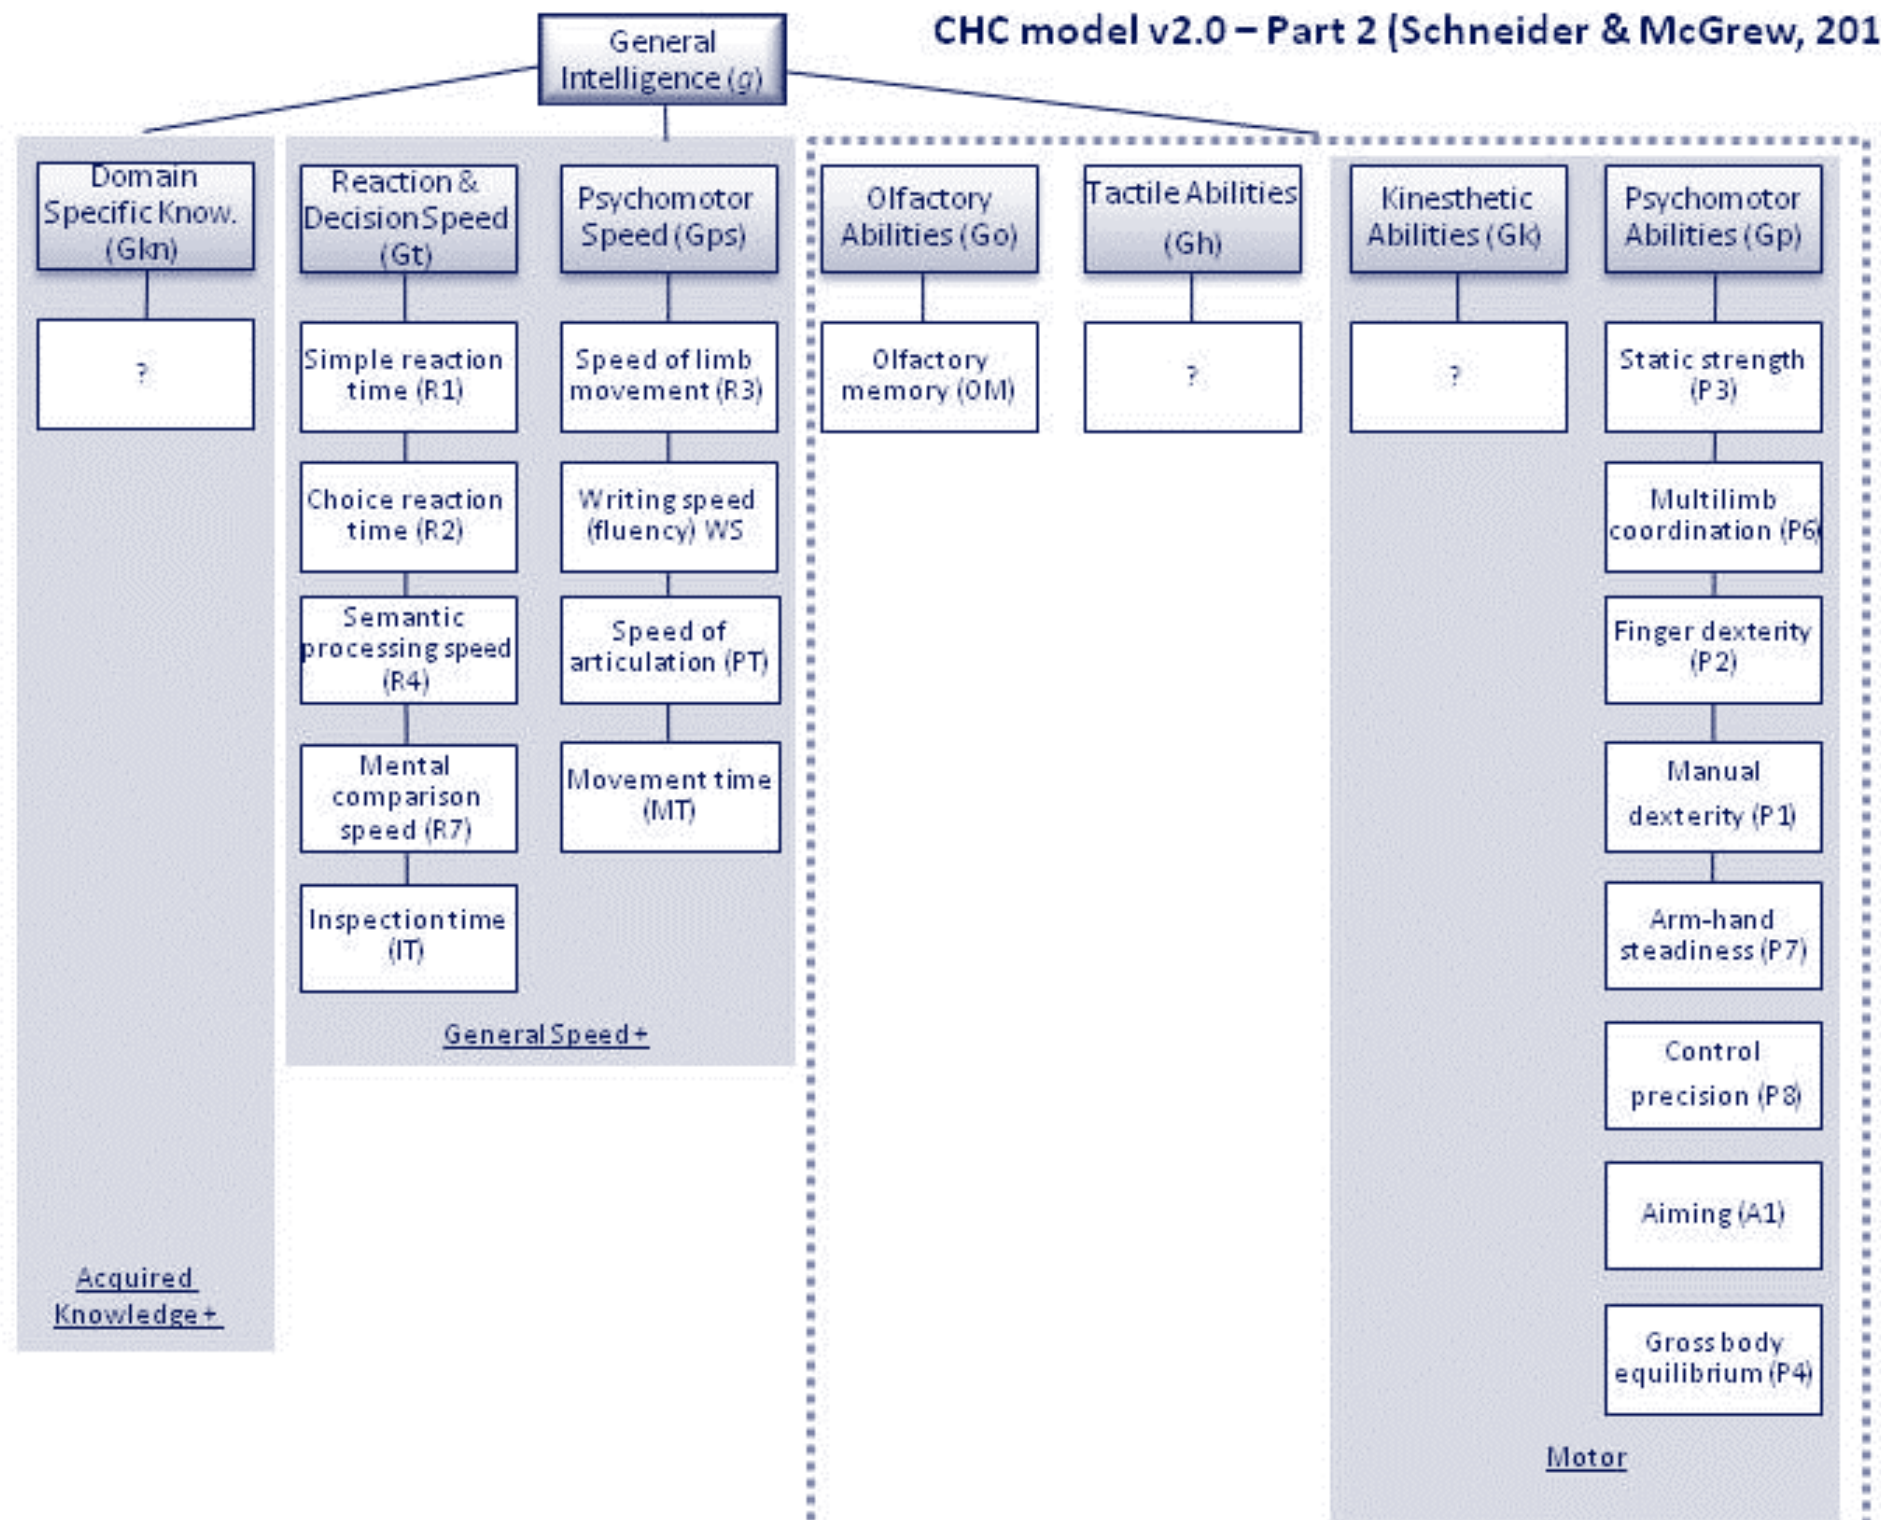 CHC model v2.0 – Part 2 (Schneider & McGrew, 201
General
Intelligence (g)
Domain
Specific Know.
(Gkn)
?
Acquired
Knowledge+
Reaction &
Decision Speed
(Gt)
Simple reaction
time (R1)
Choice reaction
time (R2)
Semantic
processing speed
(R4)
Mental
comparison
speed (R7)
Inspection time
(IT)
Psychomotor
Speed (Gps)
Speed of limb
movement (R3)
Writing speed
(fluency) WS
Speed of
articulation (PT)
Movement time
(MT)
General Speed+
Olfactory
Abilities (Go)
Olfactory
memory (OM)
Tactile Abilities
(Gh)
?
Kinesthetic
Abilities (Gk)
?
Psychomotor
Abilities (Gp)
Static strength
(P3)
Multilimb
coordination (P6)
Finger dexterity
(P2)
Manual
dexterity (P1)
Arm-hand
steadiness (P7)
Control
precision (P8)
Aiming (A1)
Gross body
equilibrium (P4)
Motor